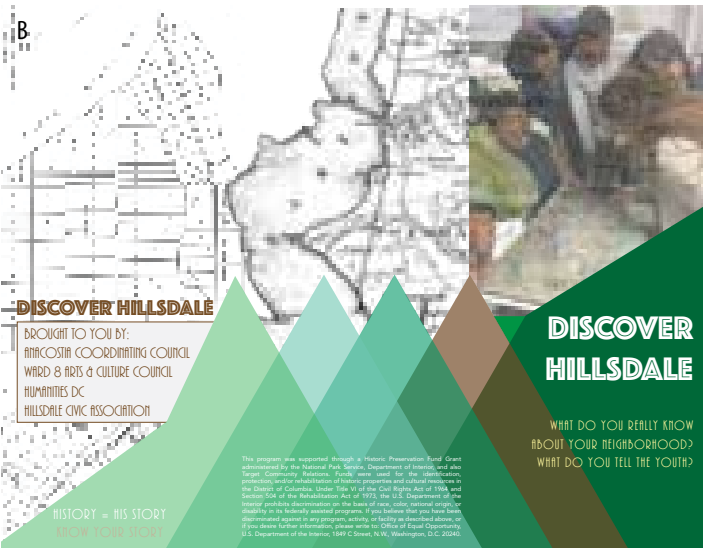 B
DISCOVER HILLSDALE
BROUGHT TO YOU BY:
ANACOSTIA COORDINATING COUNCIL
WARD 8 ARTS & CULTURE COUNCIL
HUMANITIES DC
HILLSDALE CIVIC ASSOCIATION
HISTORY = HIS STORY
KNOW YOUR STORY
This program was supported through a Historic Preservation Fund Grant
administered by the National Park Service, Department of Interior, and also
Target Community Relations. Funds were used for the identification,
protection, and/or rehabilitation of historic properties and cultural resources in
the District of Columbia. Under Title VI of the Civil Rights Act of 1964 and
Section 504 of the Rehabilitation Act of 1973, the U.S. Department of the
Interior prohibits discrimination on the basis of race, color, national origin, or
disability in its federally assisted programs. If you believe that you have been
discriminated against in any program, activity, or facility as described above, or
if you desire further information, please write to: Office of Equal Opportunity,
U.S. Department of the Interior, 1849 C Street, N.W., Washington, D.C. 20240.
DISCOVER
HILLSDALE
WHAT DO YOU REALLY KNOW
ABOUT YOUR NEIGHBORHOOD?
WHAT DO YOU TELL THE YOUTH?